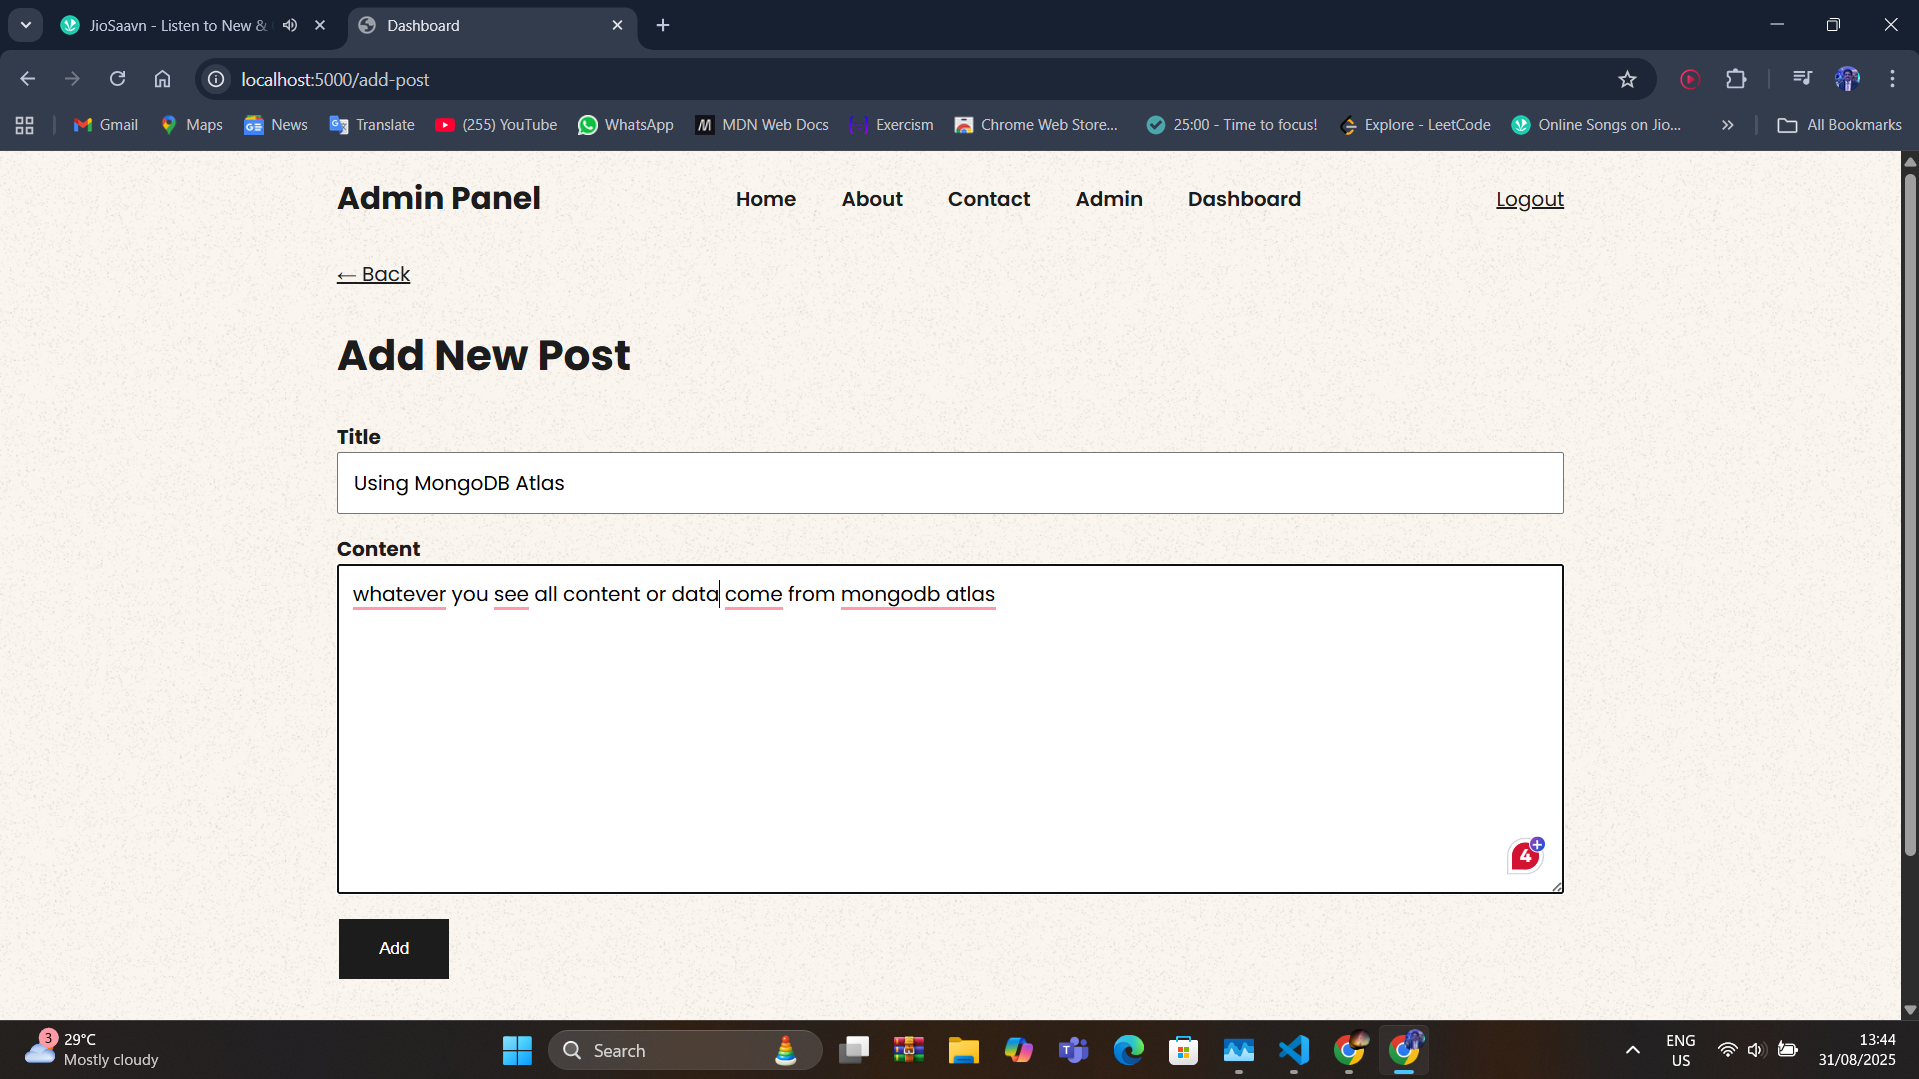 JioSaavn - Listen to New &
Dashboard
localhost:5000/add-post
Gmail
Maps
News
Translate
(255) YouTube
WhatsApp
M MDN Web Docs
Exercism
Chrome Web Store...
25:00 - Time to focus!
Explore - LeetCode
Online Songs on Jio...
All Bookmarks
Admin Panel
Home
About
Contact
Admin
Dashboard
Logout
← Back
Add New Post
Title
Using MongoDB Atlas
Content
whatever you see all content or data come from mongodb atlas
4
Add
3
29°C
Mostly cloudy
Search
ENG
US
13:44
31/08/2025